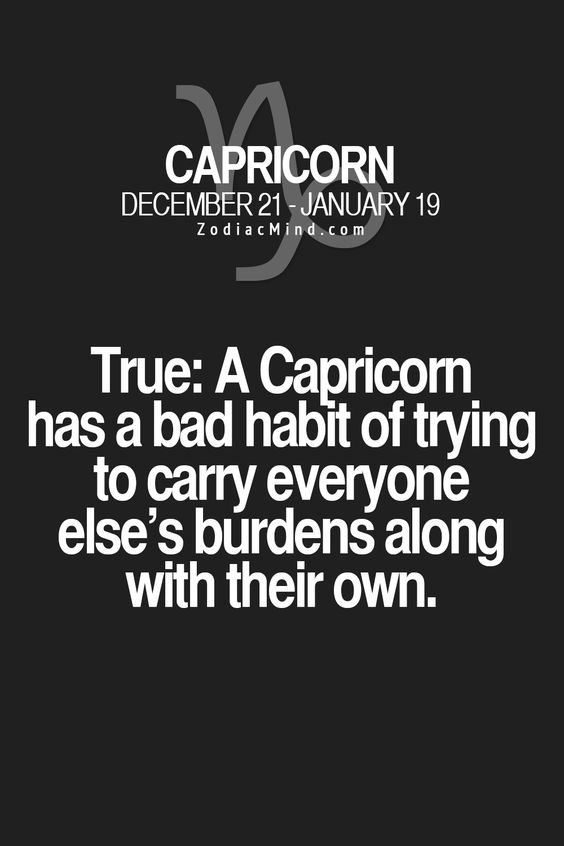 CAPRICORN
DECEMBER 21 - JANUARY 19
ZodiacMind.com
True: A Capricorn
has a bad habit of trying
to carry everyone
else’s burdens along
with their own.